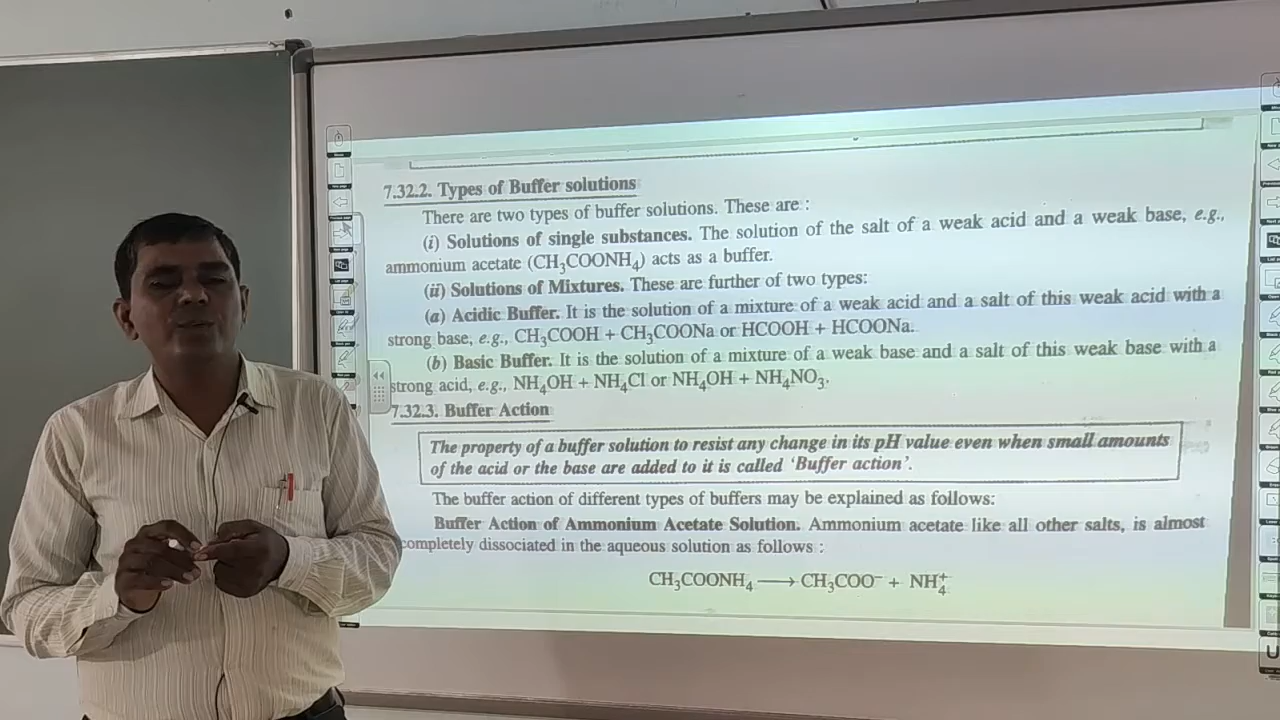 7.32.2. Types of Buffer solutions
There are two types of buffer solutions. These are :
(i) Solutions of single substances. The solution of the salt of a weak acid and a weak base, e.g.,
ammonium acetate (CH₃COONH₄) acts as a buffer.
(ii) Solutions of Mixtures. These are further of two types:
(a) Acidic Buffer. It is the solution of a mixture of a weak acid and a salt of this weak acid with a
strong base, e.g., CH₃COOH + CH₃COONa or HCOOH + HCOONa.
(b) Basic Buffer. It is the solution of a mixture of a weak base and a salt of this weak base with a
strong acid, e.g., NH₄OH + NH₄Cl or NH₄OH + NH₄NO₃.
7.32.3. Buffer Action
The property of a buffer solution to resist any change in its pH value even when small amounts
of the acid or the base are added to it is called ‘Buffer action’.
The buffer action of different types of buffers may be explained as follows:
Buffer Action of Ammonium Acetate Solution. Ammonium acetate like all other salts, is almost
completely dissociated in the aqueous solution as follows :
CH₃COONH₄ ⟶ CH₃COO⁻ + NH₄⁺